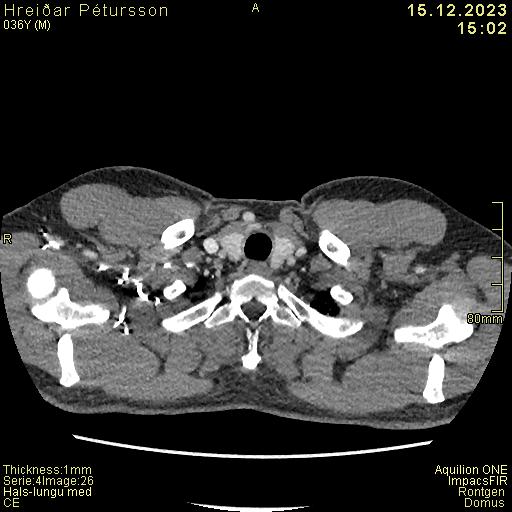 Hreiðar Pétursson
036Y (M)
A
15.12.2023
15:02
R
80mm
Thickness:1mm
Serie:4Image:26
Hals-lungu med
CE
Aquilion ONE
ImpacsFIR
Rontgen
Domus